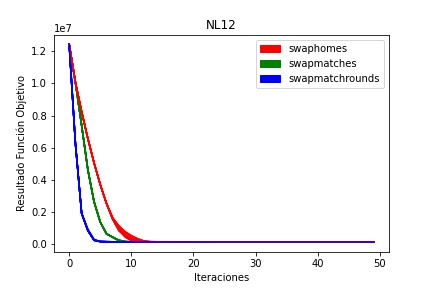 NL12
1e7
swaphomes
swapmatches
swapmatchrounds
1.2
1.0
0.8
0.6
0.4
0.2
0.0
Resultado Función Objetivo
0 10 20 30 40 50
Iteraciones